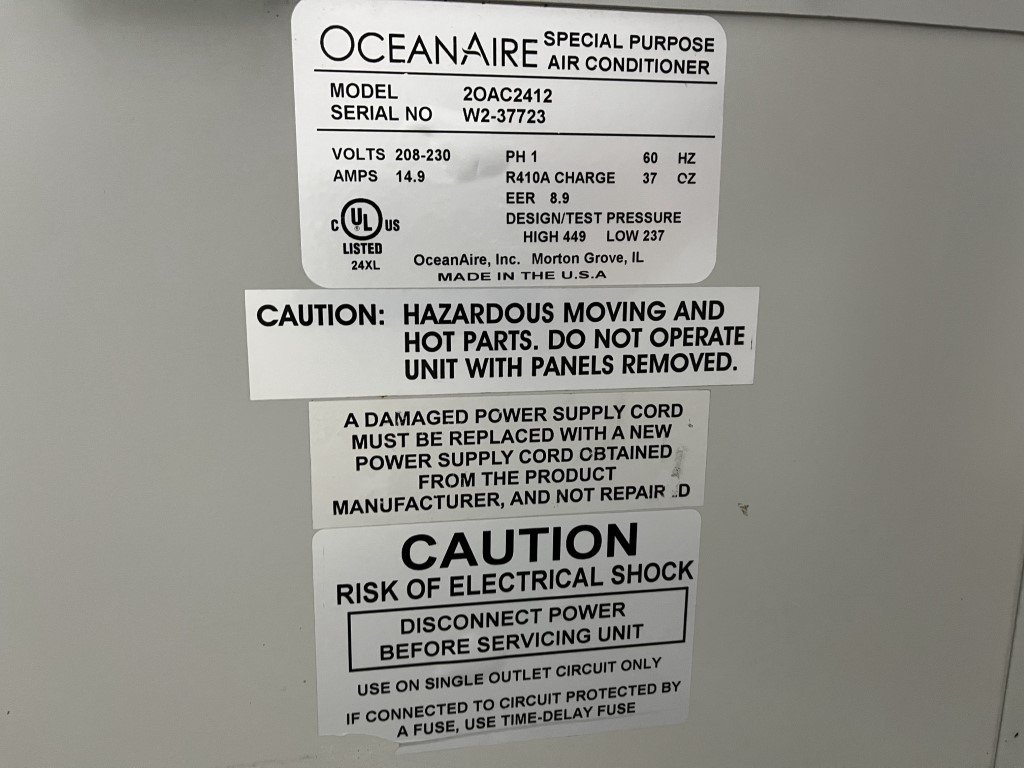 OCEANAIRE SPECIAL PURPOSE AIR CONDITIONER
MODEL 2OAC2412
SERIAL NO W2-37723
VOLTS 208-230 PH 1 60 HZ
AMPS 14.9 R410A CHARGE 37 OZ
EER 8.9
DESIGN/TEST PRESSURE
HIGH 449 LOW 237
C UL US
LISTED
24XL
OceanAire, Inc. Morton Grove, IL
MADE IN THE U.S.A
CAUTION: HAZARDOUS MOVING AND
HOT PARTS. DO NOT OPERATE
UNIT WITH PANELS REMOVED.
A DAMAGED POWER SUPPLY CORD
MUST BE REPLACED WITH A NEW
POWER SUPPLY CORD OBTAINED
FROM THE PRODUCT
MANUFACTURER, AND NOT REPAIR D
CAUTION
RISK OF ELECTRICAL SHOCK
DISCONNECT POWER
BEFORE SERVICING UNIT
USE ON SINGLE OUTLET CIRCUIT ONLY
IF CONNECTED TO CIRCUIT PROTECTED BY
A FUSE, USE TIME-DELAY FUSE